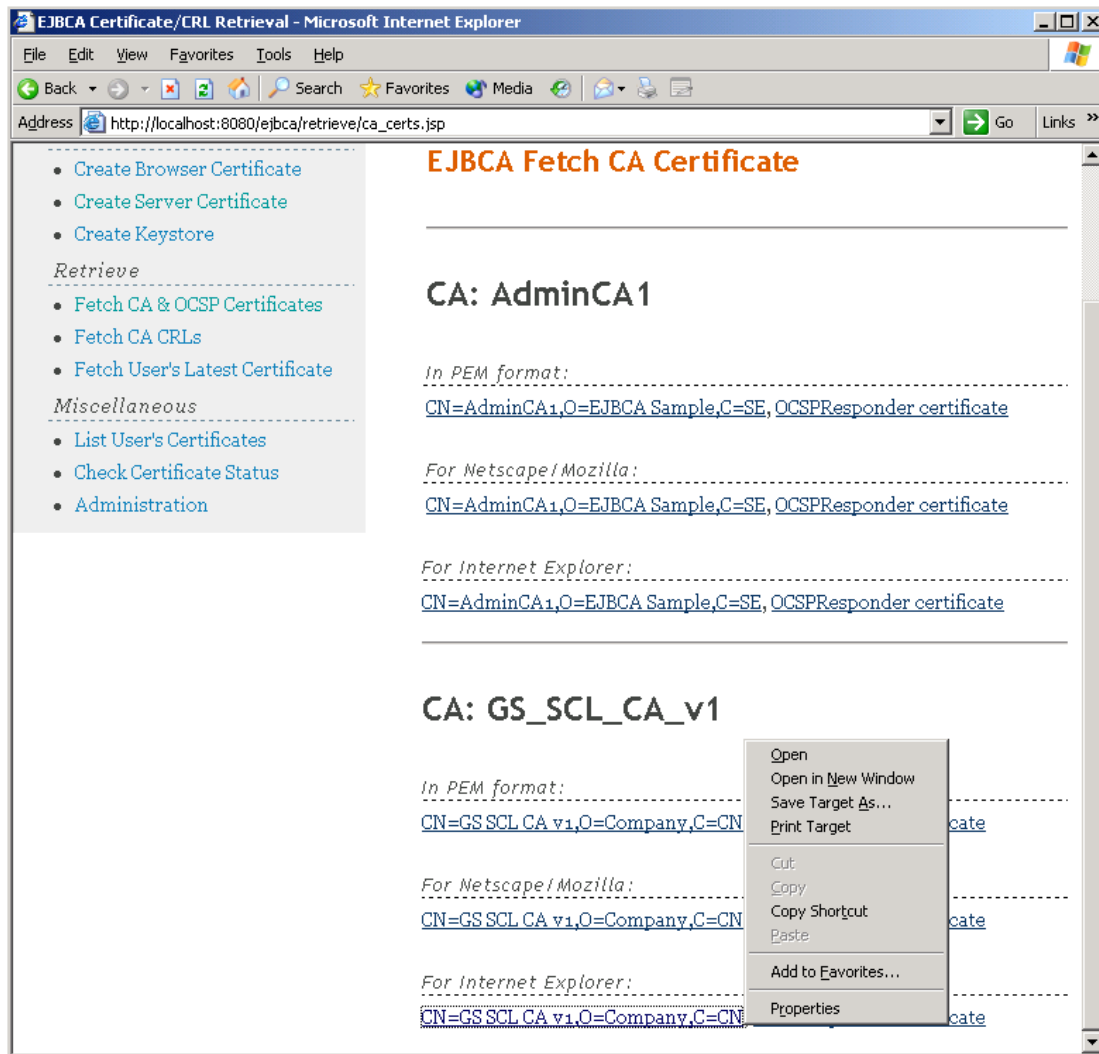 EJBCA Certificate/CRL Retrieval - Microsoft Internet Explorer
File Edit View Favorites Tools Help
Back Search Favorites Media
Address http://localhost:8080/ejbca/retrieve/ca_certs.jsp Go Links »
Create Browser Certificate
Create Server Certificate
Create Keystore
Retrieve
Fetch CA & OCSP Certificates
Fetch CA CRLs
Fetch User's Latest Certificate
Miscellaneous
List User's Certificates
Check Certificate Status
Administration
EJBCA Fetch CA Certificate
CA: AdminCA1
In PEM format:
CN=AdminCA1,O=EJBCA Sample,C=SE, OCSPResponder certificate
For Netscape/Mozilla:
CN=AdminCA1,O=EJBCA Sample,C=SE, OCSPResponder certificate
For Internet Explorer:
CN=AdminCA1,O=EJBCA Sample,C=SE, OCSPResponder certificate
CA: GS_SCL_CA_v1
In PEM format:
CN=GS SCL CA v1,O=Company,C=CN cate
For Netscape/Mozilla:
CN=GS SCL CA v1,O=Company,C=CN cate
For Internet Explorer:
CN=GS SCL CA v1,O=Company,C=CN cate
Open
Open in New Window
Save Target As...
Print Target
Cut
Copy
Copy Shortcut
Paste
Add to Favorites...
Properties